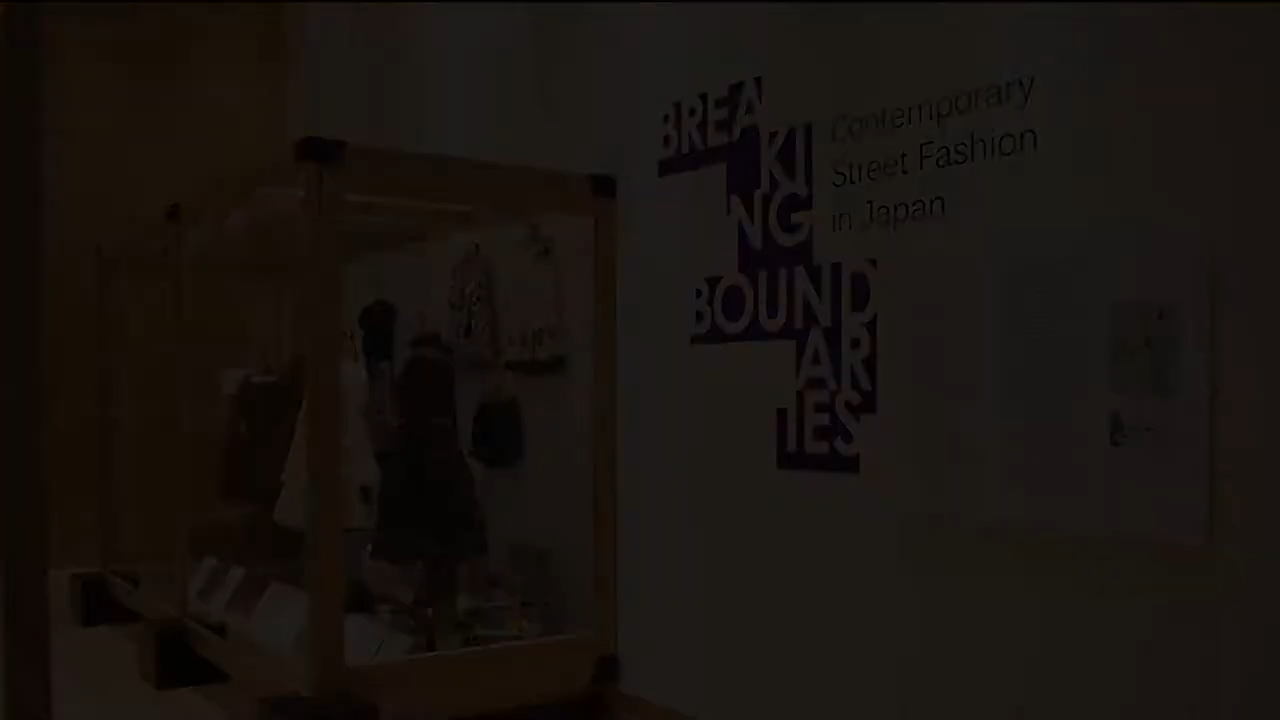 BREA
KI
NG
BOUND
AR
IES
Contemporary
Street Fashion
in Japan